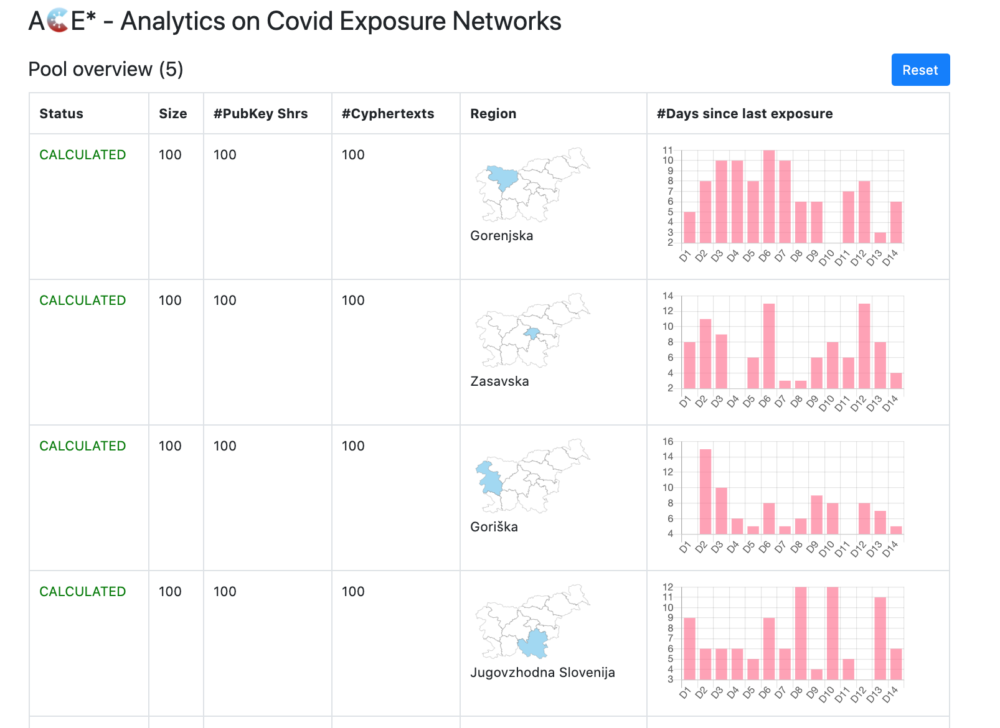 ACE* - Analytics on Covid Exposure Networks
Pool overview (5)
Reset
Status Size #PubKey Shrs #Cyphertexts Region #Days since last exposure
CALCULATED 100 100 100
Gorenjska
11
10
9
8
7
6
5
4
3
2
D1 D2 D3 D4 D5 D6 D7 D8 D9 D10 D11 D12 D13 D14
CALCULATED 100 100 100
Zasavska
14
12
10
8
6
4
2
D1 D2 D3 D4 D5 D6 D7 D8 D9 D10 D11 D12 D13 D14
CALCULATED 100 100 100
Goriška
16
14
12
10
8
6
4
D1 D2 D3 D4 D5 D6 D7 D8 D9 D10 D11 D12 D13 D14
CALCULATED 100 100 100
Jugovzhodna Slovenija
12
11
10
9
8
7
6
5
4
3
D1 D2 D3 D4 D5 D6 D7 D8 D9 D10 D11 D12 D13 D14